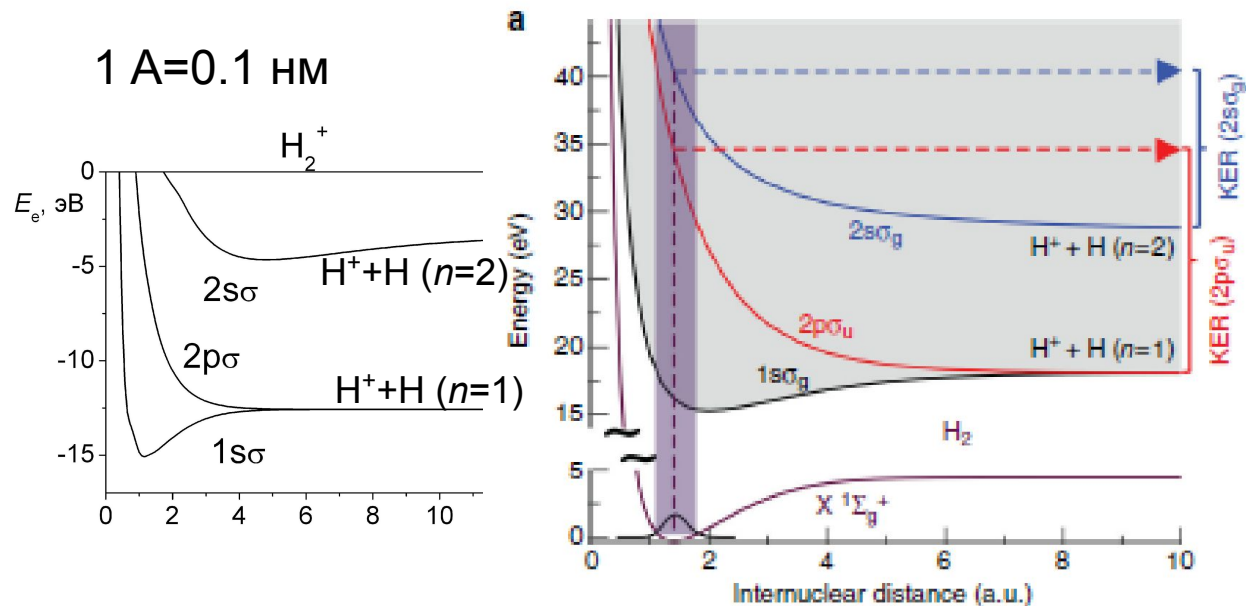 1 A=0.1 нм
H₂⁺
Eₑ, эВ
0
-5
-10
-15
0 2 4 6 8 10
2sσ
H⁺+H (n=2)
2pσ
H⁺+H (n=1)
1sσ
a
Energy (eV)
40
35
30
25
20
15
5
0
2sσg
H⁺ + H (n=2)
2pσu
H⁺ + H (n=1)
1sσg
H₂
X ¹Σg⁺
KER (2sσg)
KER (2pσu)
0 2 4 6 8 10
Internuclear distance (a.u.)